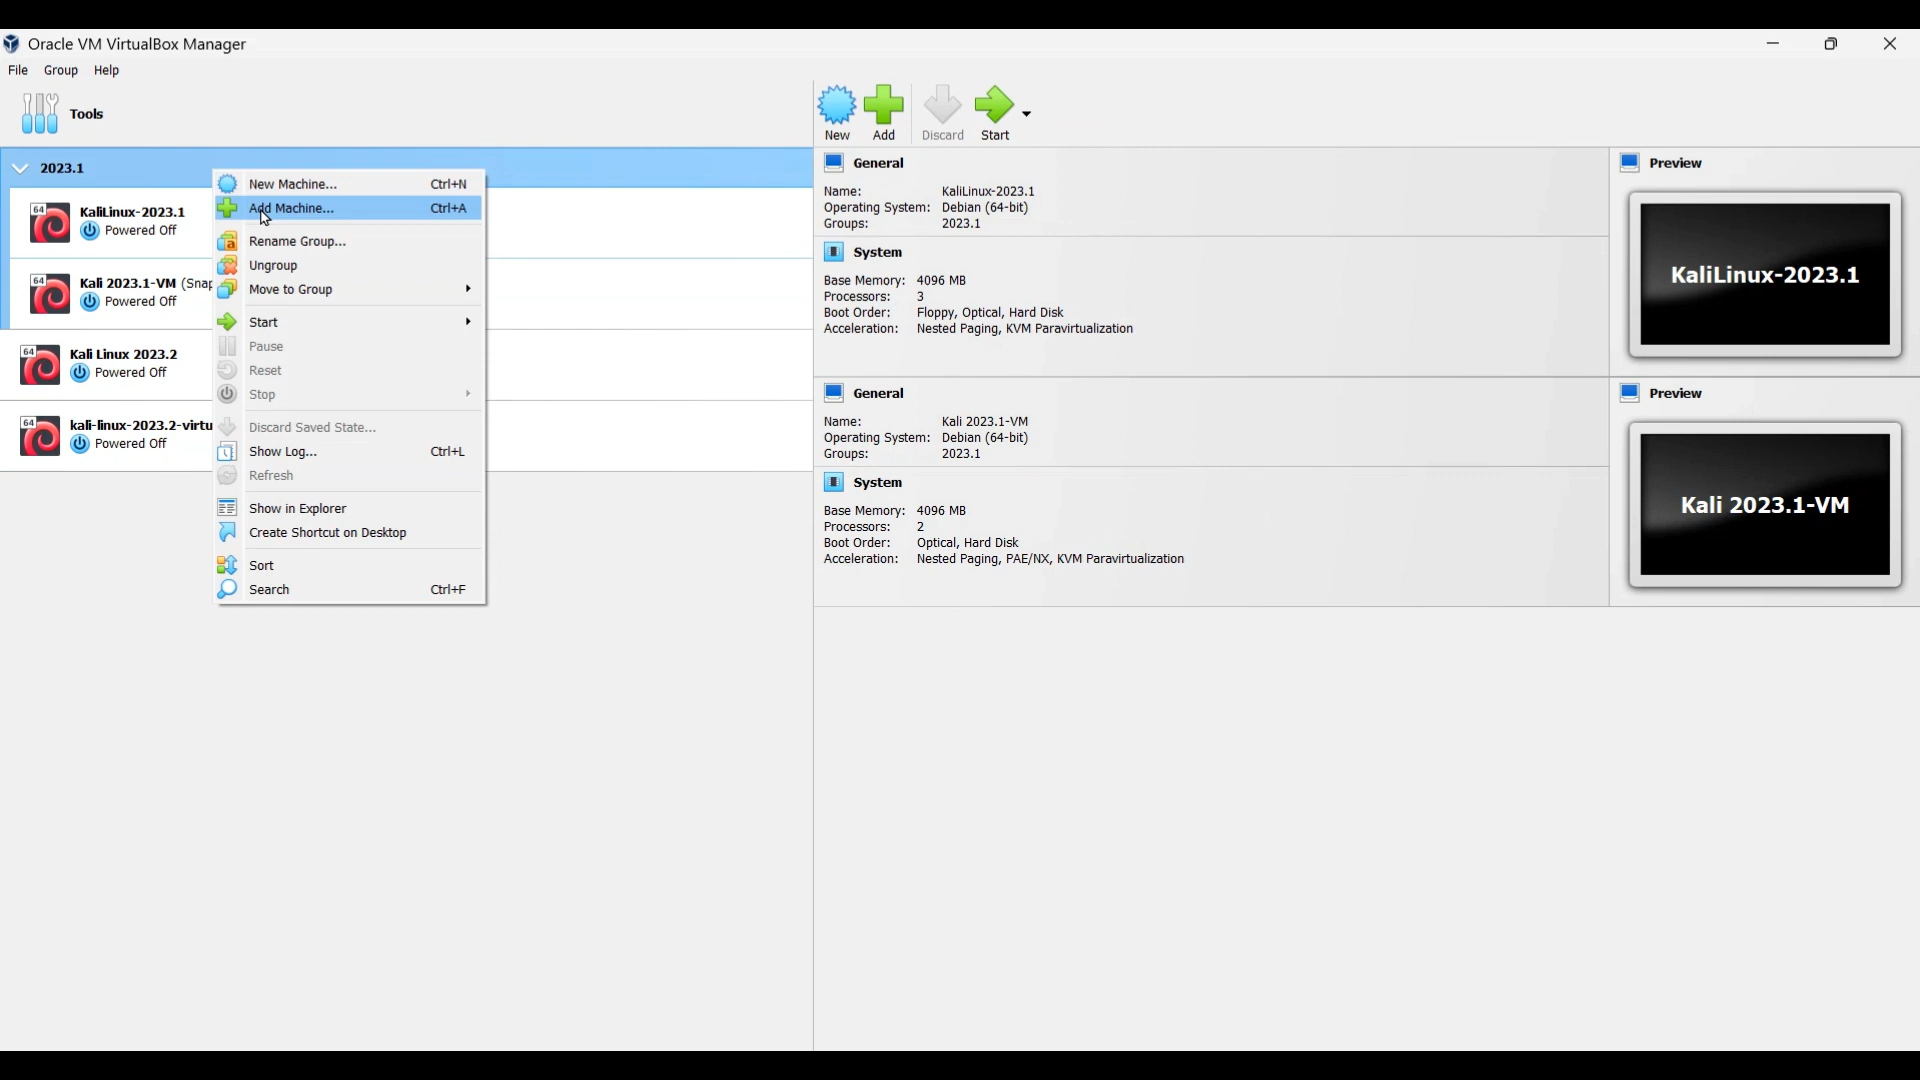 Oracle VM VirtualBox Manager
File Group Help
Tools
New Add Discard Start
2023.1
64 KaliLinux-2023.1
Powered Off
64 Kali 2023.1-VM (Snap
Powered Off
64 Kali Linux 2023.2
Powered Off
64 kali-linux-2023.2-virtu
Powered Off
New Machine... Ctrl+N
Add Machine... Ctrl+A
Rename Group...
Ungroup
Move to Group
Start
Pause
Reset
Stop
Discard Saved State...
Show Log... Ctrl+L
Refresh
Show in Explorer
Create Shortcut on Desktop
Sort
Search Ctrl+F
General
Name: KaliLinux-2023.1
Operating System: Debian (64-bit)
Groups: 2023.1
System
Base Memory: 4096 MB
Processors: 3
Boot Order: Floppy, Optical, Hard Disk
Acceleration: Nested Paging, KVM Paravirtualization
Preview
KaliLinux-2023.1
General
Name: Kali 2023.1-VM
Operating System: Debian (64-bit)
Groups: 2023.1
System
Base Memory: 4096 MB
Processors: 2
Boot Order: Optical, Hard Disk
Acceleration: Nested Paging, PAE/NX, KVM Paravirtualization
Preview
Kali 2023.1-VM